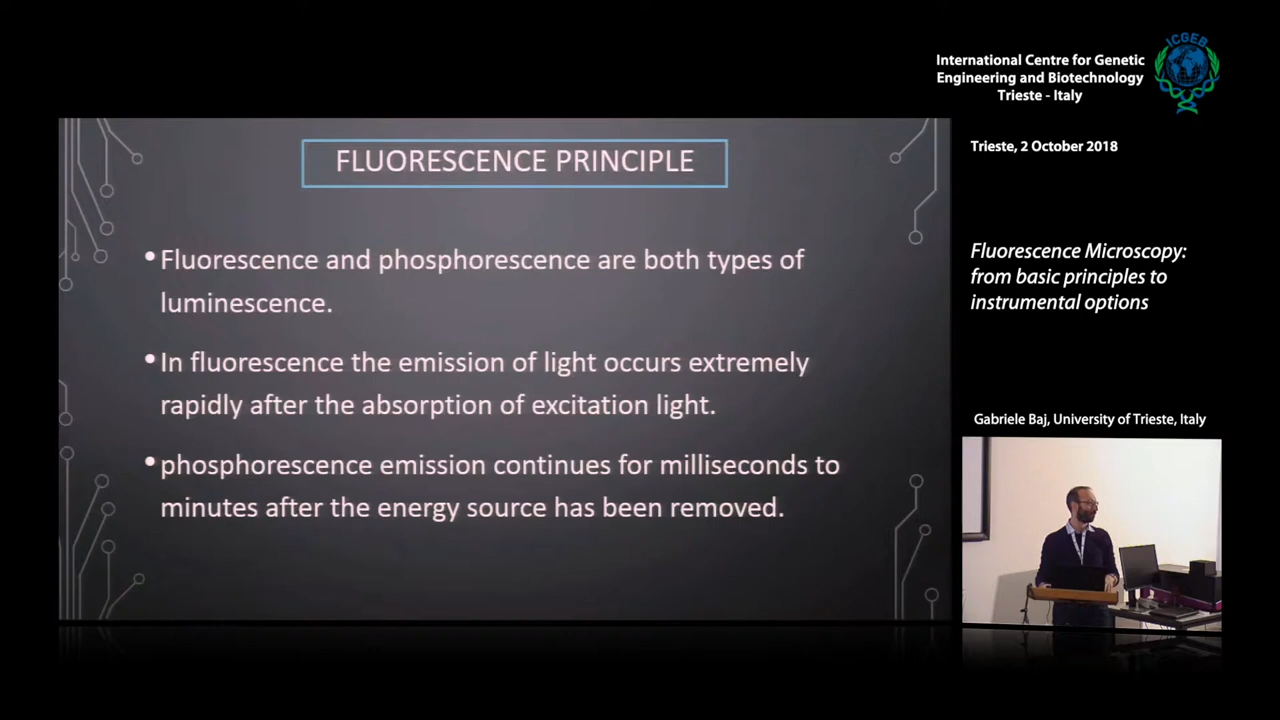 International Centre for Genetic
Engineering and Biotechnology
Trieste - Italy
ICGEB
Trieste, 2 October 2018
FLUORESCENCE PRINCIPLE
•Fluorescence and phosphorescence are both types of
luminescence.
•In fluorescence the emission of light occurs extremely
rapidly after the absorption of excitation light.
•phosphorescence emission continues for milliseconds to
minutes after the energy source has been removed.
Fluorescence Microscopy:
from basic principles to
instrumental options
Gabriele Baj, University of Trieste, Italy